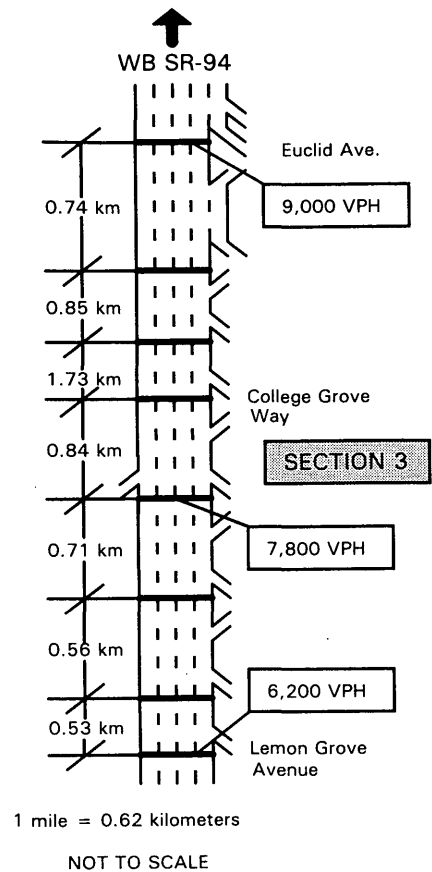 WB SR-94
Euclid Ave.
9,000 VPH
0.74 km
0.85 km
1.73 km
College Grove
Way
0.84 km
SECTION 3
7,800 VPH
0.71 km
0.56 km
6,200 VPH
0.53 km
Lemon Grove
Avenue
1 mile = 0.62 kilometers
NOT TO SCALE